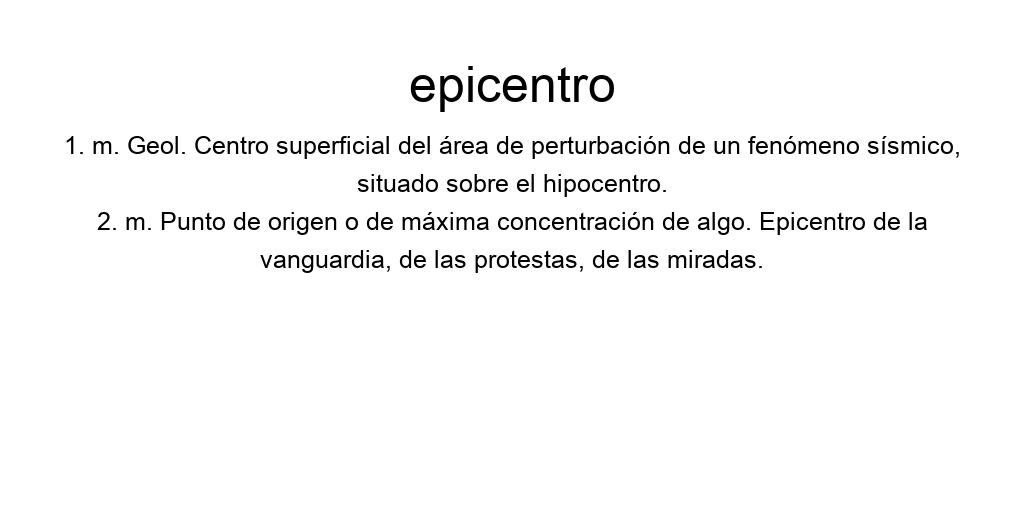 epicentro
1. m. Geol. Centro superficial del área de perturbación de un fenómeno sísmico,
situado sobre el hipocentro.
2. m. Punto de origen o de máxima concentración de algo. Epicentro de la
vanguardia, de las protestas, de las miradas.